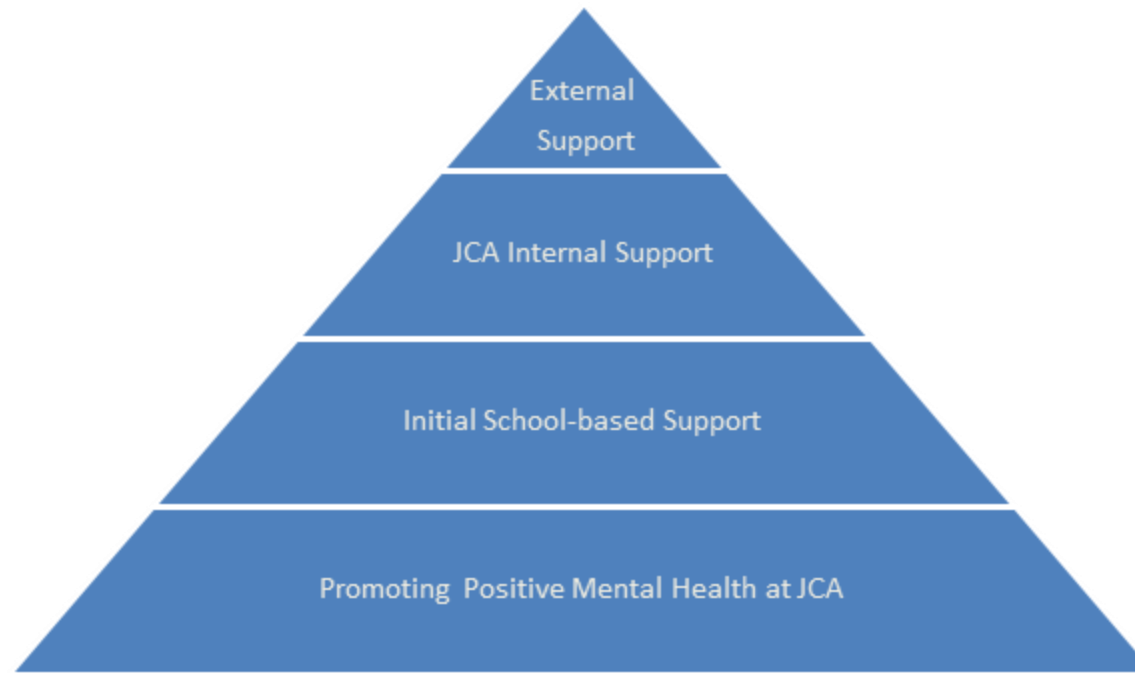 External
Support
JCA Internal Support
Initial School-based Support
Promoting Positive Mental Health at JCA